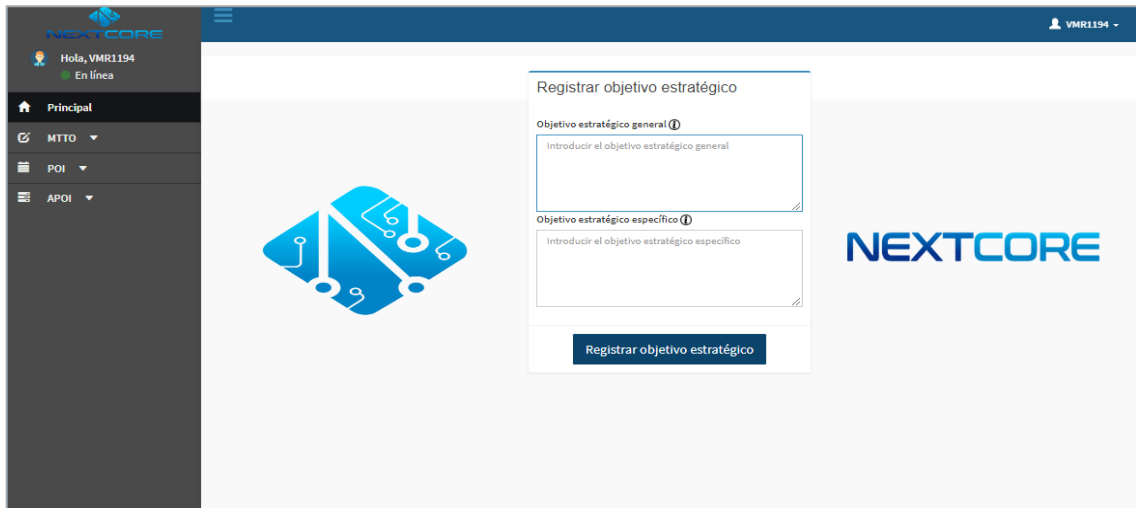 NEXTCORE
Hola, VMR1194
En línea
Principal
MTTO
POI
APOI
VMR1194
Registrar objetivo estratégico
Objetivo estratégico general
Introducir el objetivo estratégico general
Objetivo estratégico específico
Introducir el objetivo estratégico específico
Registrar objetivo estratégico
NEXTCORE